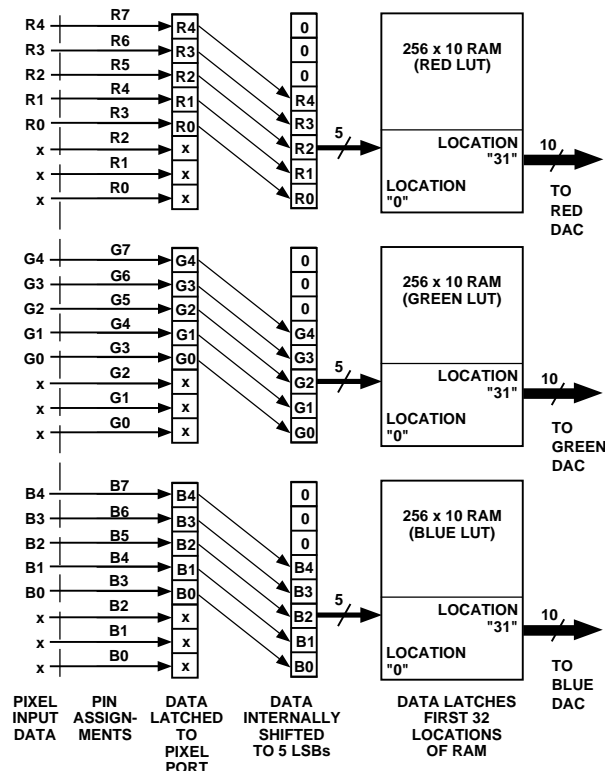 R4 R7 R4 0
R3 R6 R3 0
R2 R5 R2 0
R1 R4 R1 R4
R0 R3 R0 R3
x R2 x R2
x R1 x R1
x R0 x R0
5
256 x 10 RAM
(RED LUT)
LOCATION
"31"
LOCATION
"0"
10
TO
RED
DAC
G4 G7 G4 0
G3 G6 G3 0
G2 G5 G2 0
G1 G4 G1 G4
G0 G3 G0 G3
x G2 x G2
x G1 x G1
x G0 x G0
5
256 x 10 RAM
(GREEN LUT)
LOCATION
"31"
LOCATION
"0"
10
TO
GREEN
DAC
B4 B7 B4 0
B3 B6 B3 0
B2 B5 B2 0
B1 B4 B1 B4
B0 B3 B0 B3
x B2 x B2
x B1 x B1
x B0 x B0
5
256 x 10 RAM
(BLUE LUT)
LOCATION
"31"
LOCATION
"0"
10
TO
BLUE
DAC
PIXEL
INPUT
DATA
PIN
ASSIGN-
MENTS
DATA
LATCHED
TO
PIXEL
PORT
DATA
INTERNALLY
SHIFTED
TO 5 LSBs
DATA LATCHES
FIRST 32
LOCATIONS
OF RAM